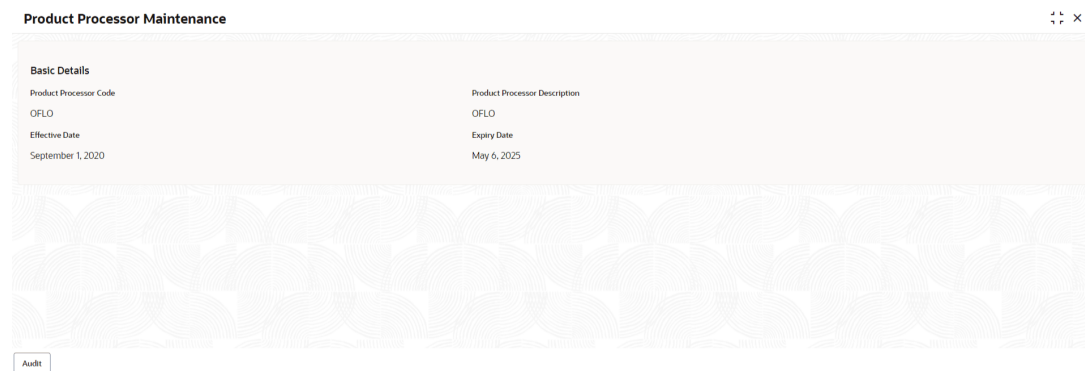 Product Processor Maintenance
Basic Details
Product Processor Code
Product Processor Description
OFLO
OFLO
Effective Date
Expiry Date
September 1, 2020
May 6, 2025
Audit